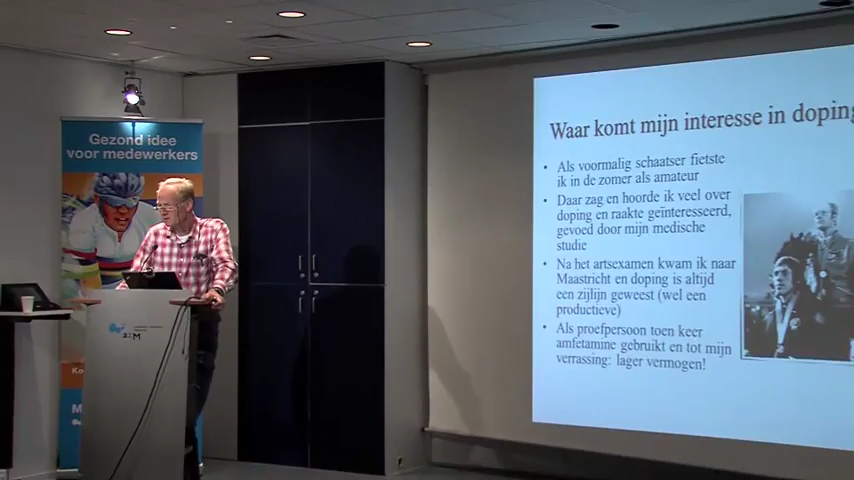 Gezond idee
voor medewerkers
Waar komt mijn interesse in doping
• Als voormalig schaatser fietste
ik in de zomer als amateur
• Daar zag en hoorde ik veel over
doping en raakte geïnteresseerd,
gevoed door mijn medische
studie
• Na het artsexamen kwam ik naar
Maastricht en doping is altijd
een zijlijn geweest (wel een
productieve)
• Als proefpersoon toen keer
amfetamine gebruikt en tot mijn
verrassing: lager vermogen!